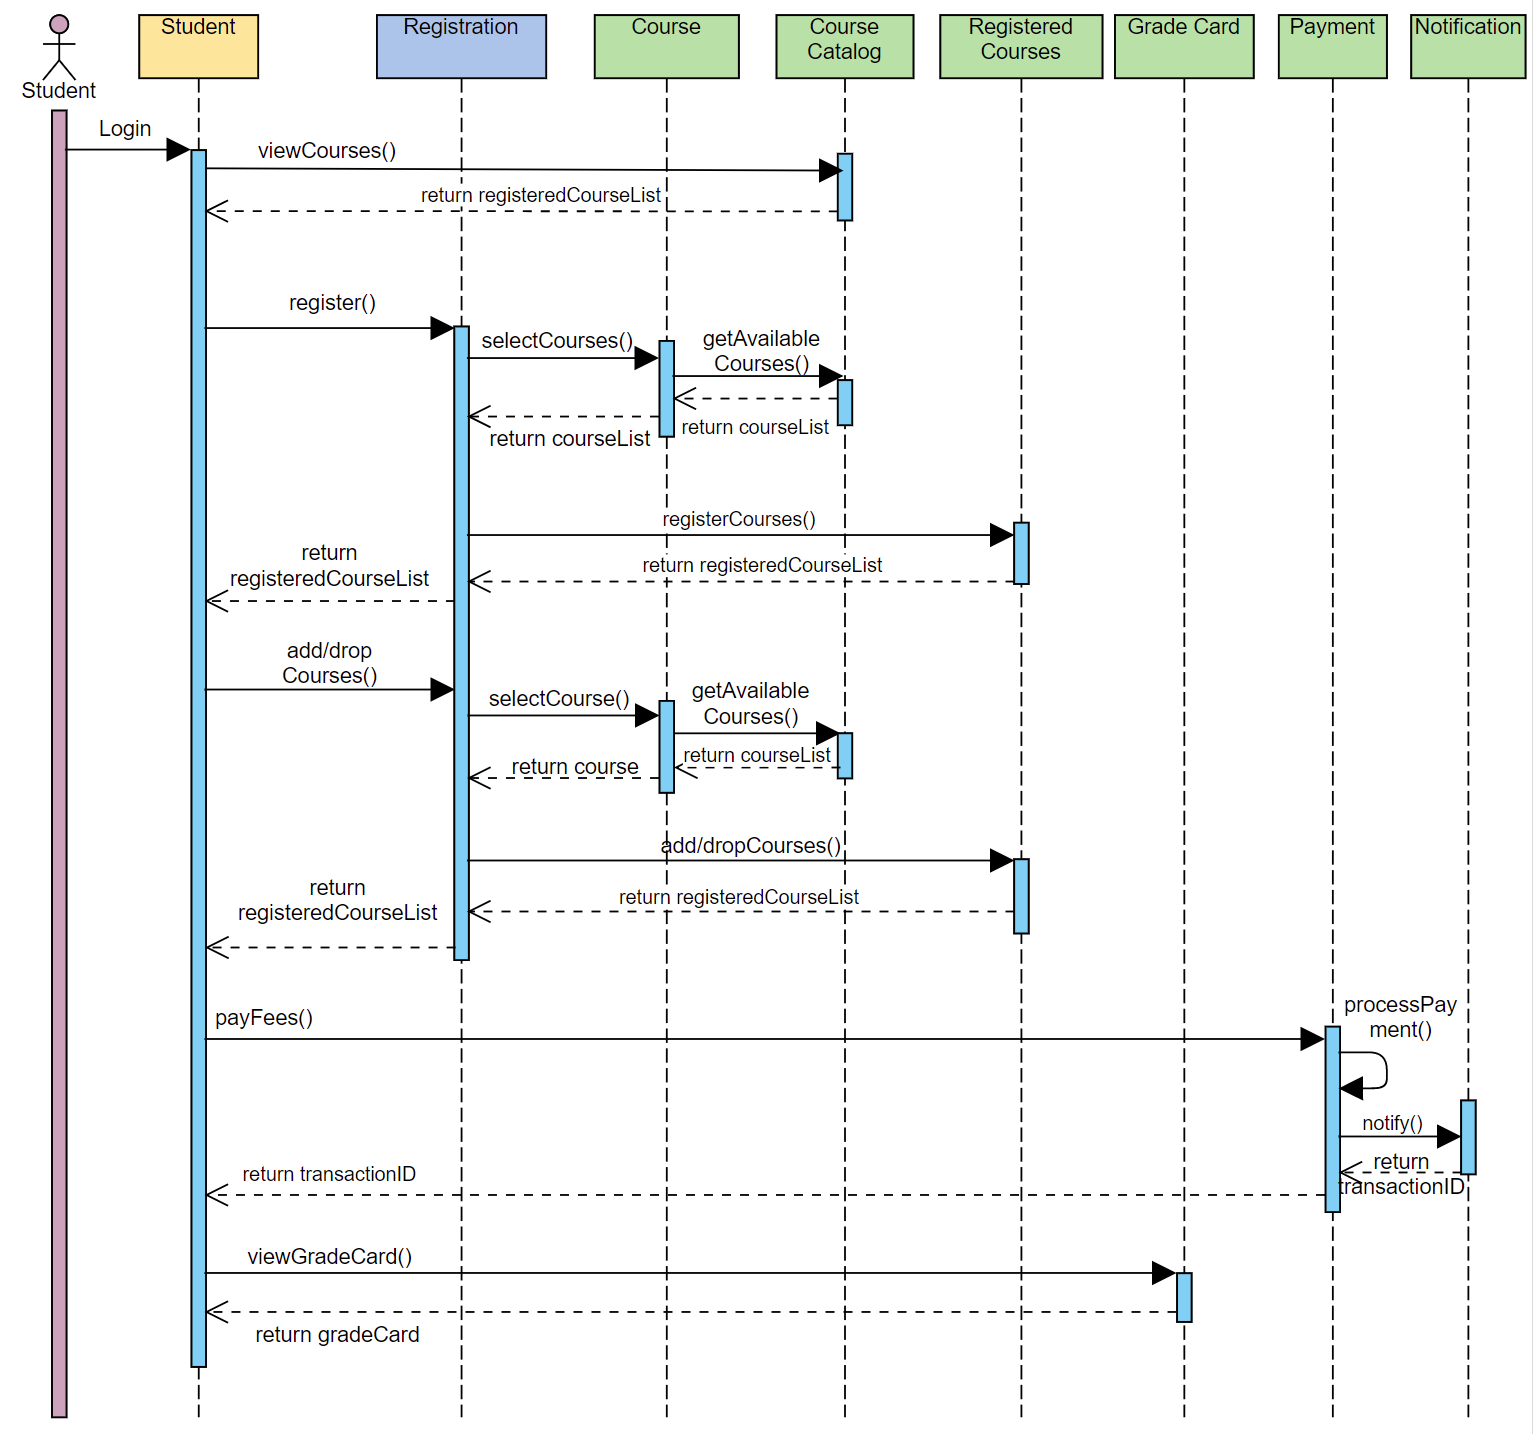 Student
Registration
Course
Course
Catalog
Registered
Courses
Grade Card
Payment
Notification
Student
Login
viewCourses()
return registeredCourseList
register()
selectCourses()
getAvailable
Courses()
return courseList
return courseList
registerCourses()
return
registeredCourseList
return registeredCourseList
add/drop
Courses()
selectCourse()
getAvailable
Courses()
return courseList
return course
add/dropCourses()
return
registeredCourseList
return registeredCourseList
payFees()
processPay
ment()
notify()
return
transactionID
return transactionID
viewGradeCard()
return gradeCard